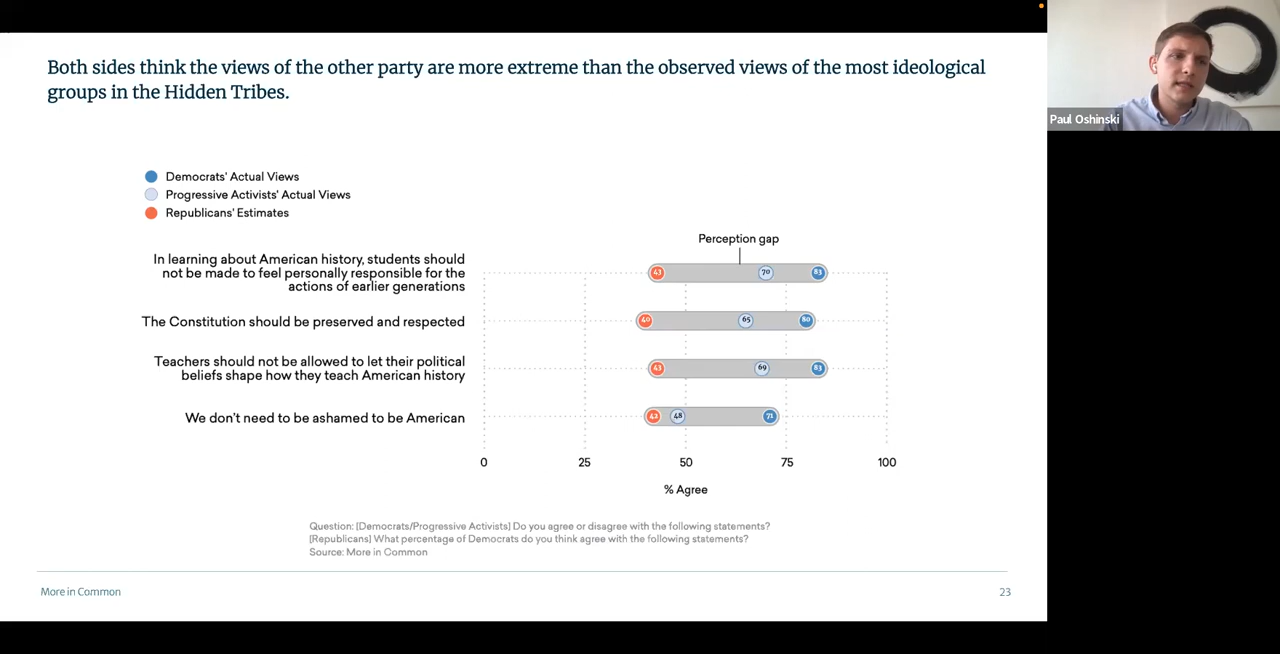 Both sides think the views of the other party are more extreme than the observed views of the most ideological
groups in the Hidden Tribes.
Paul Oshinski
Democrats' Actual Views
Progressive Activists' Actual Views
Republicans' Estimates
Perception gap
In learning about American history, students should
not be made to feel personally responsible for the
actions of earlier generations
43 70 83
The Constitution should be preserved and respected
40 65 80
Teachers should not be allowed to let their political
beliefs shape how they teach American history
43 69 83
We don't need to be ashamed to be American
42 48 71
0 25 50 75 100
% Agree
Question: [Democrats/Progressive Activists] Do you agree or disagree with the following statements?
[Republicans] What percentage of Democrats do you think agree with the following statements?
Source: More in Common
More in Common
23